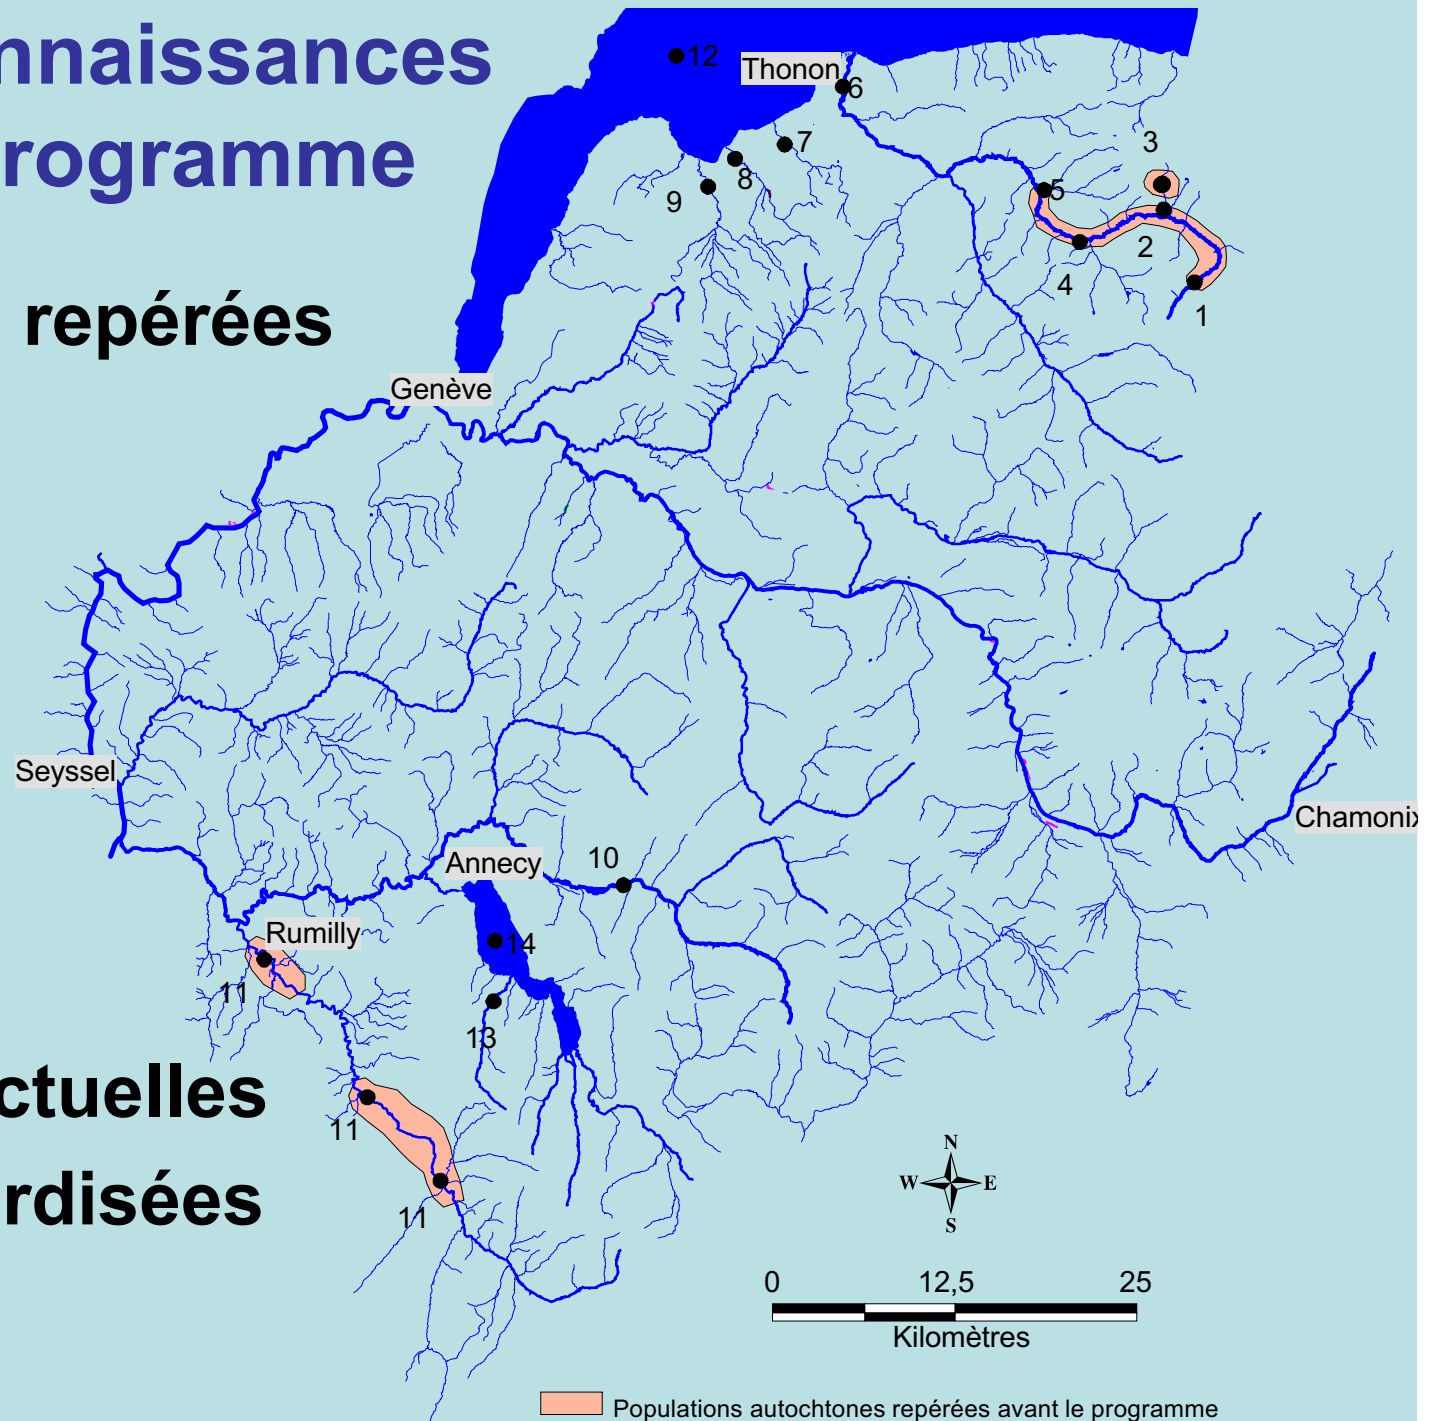 nnaissances
rogramme
repérées
12
Thonon
6
7
3
8
5
9
2
4
1
Genève
Seyssel
Chamonix
Annecy
10
Rumilly
14
11
13
ctuelles
11
rdisées
11
N
W E
S
0 12,5 25
Kilomètres
Populations autochtones repérées avant le programme